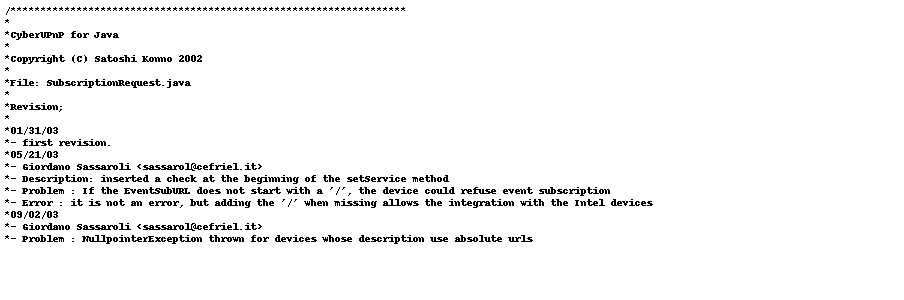 /******************************************************************
*
*CyberUPnP for Java
*
*Copyright (C) Satoshi Konno 2002
*
*File: SubscriptionRequest.java
*
*Revision;
*
*01/31/03
*- first revision.
*05/21/03
*- Giordano Sassaroli <sassarol@cefriel.it>
*- Description: inserted a check at the beginning of the setService method
*- Problem : If the EventSubURL does not start with a '/', the device could refuse event subscription
*- Error : it is not an error, but adding the '/' when missing allows the integration with the Intel devices
*09/02/03
*- Giordano Sassaroli <sassarol@cefriel.it>
*- Problem : NullpointerException thrown for devices whose description use absolute urls